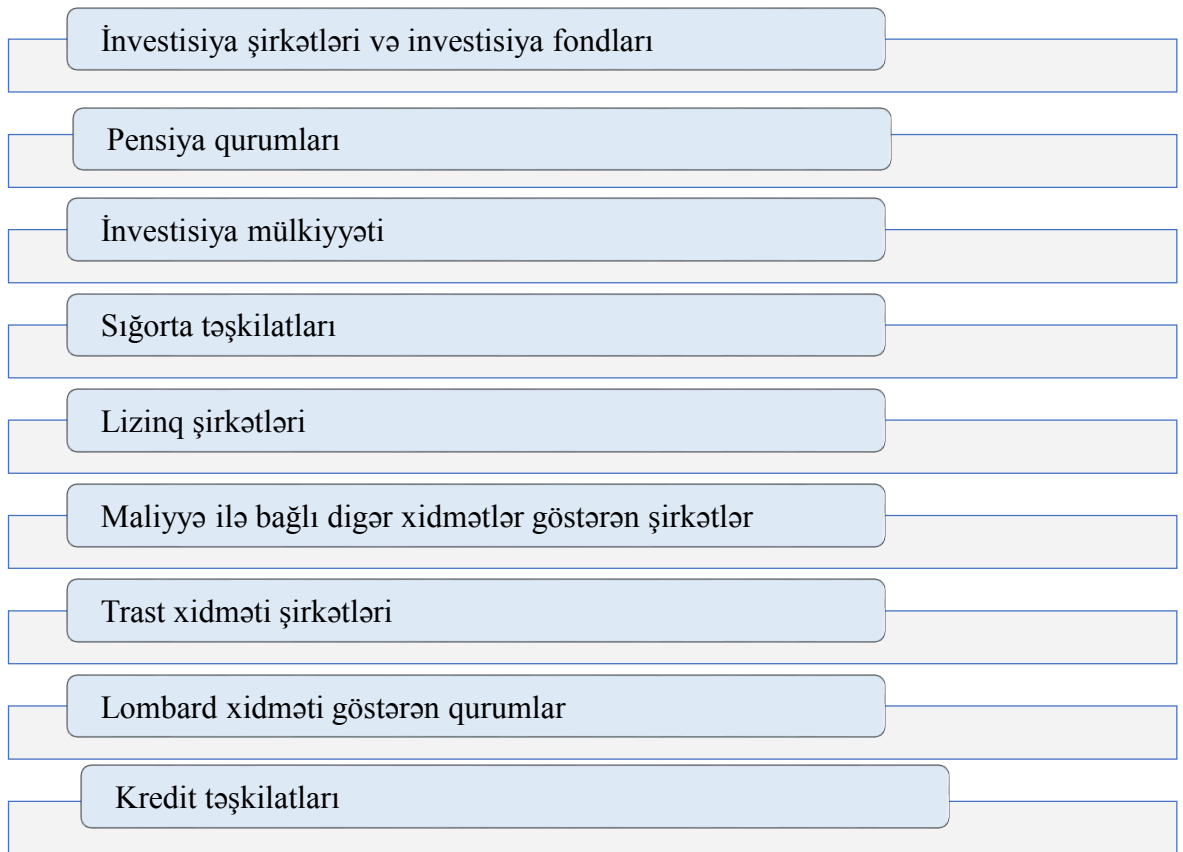 İnvestisiya şirkətləri və investisiya fondları
Pensiya qurumları
İnvestisiya mülkiyyəti
Sığorta təşkilatları
Lizinq şirkətləri
Maliyyə ilə bağlı digər xidmətlər göstərən şirkətlər
Trast xidməti şirkətləri
Lombard xidməti göstərən qurumlar
Kredit təşkilatları